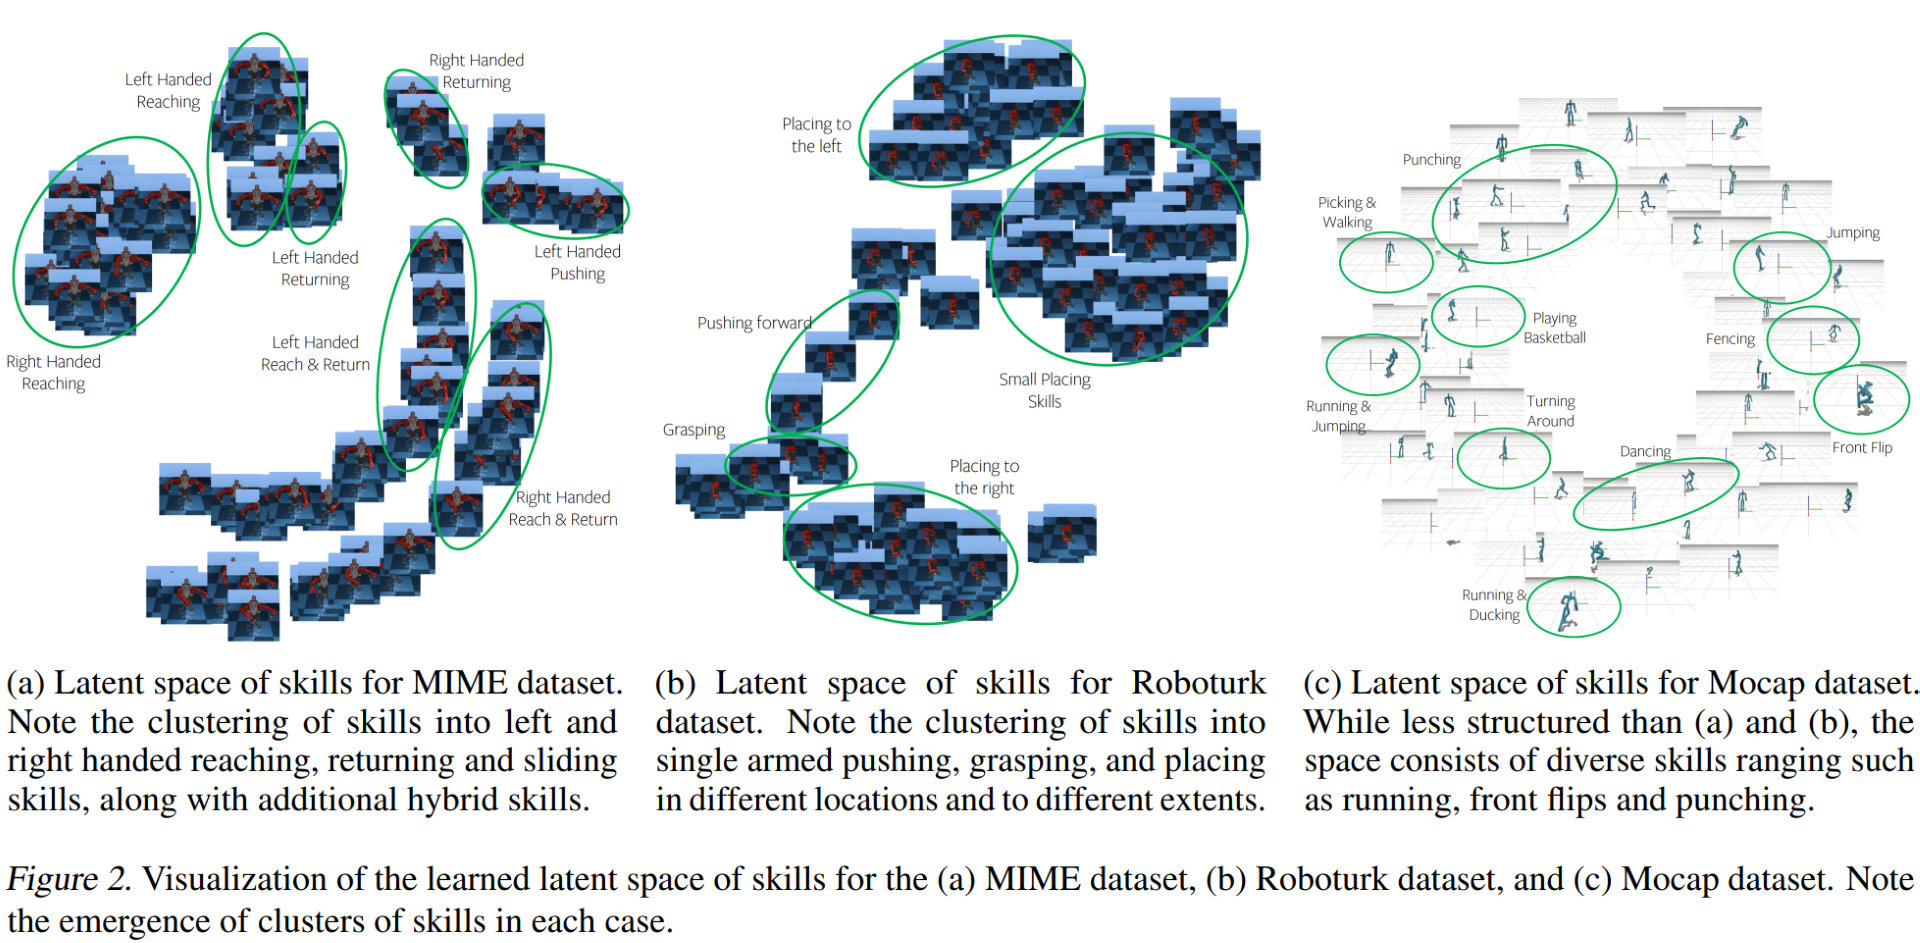 Left Handed
Reaching
Right Handed
Returning
Left Handed
Returning
Left Handed
Pushing
Right Handed
Reaching
Left Handed
Reach & Return
Right Handed
Reach & Return
Placing to
the left
Pushing forward
Small Placing
Skills
Grasping
Placing to
the right
Punching
Picking &
Walking
Jumping
Playing
Basketball
Fencing
Running &
Jumping
Turning
Around
Dancing
Front Flip
Running &
Ducking
(a) Latent space of skills for MIME dataset.
Note the clustering of skills into left and
right handed reaching, returning and sliding
skills, along with additional hybrid skills.
(b) Latent space of skills for Roboturk
dataset. Note the clustering of skills into
single armed pushing, grasping, and placing
in different locations and to different extents.
(c) Latent space of skills for Mocap dataset.
While less structured than (a) and (b), the
space consists of diverse skills ranging such
as running, front flips and punching.
Figure 2. Visualization of the learned latent space of skills for the (a) MIME dataset, (b) Roboturk dataset, and (c) Mocap dataset. Note
the emergence of clusters of skills in each case.